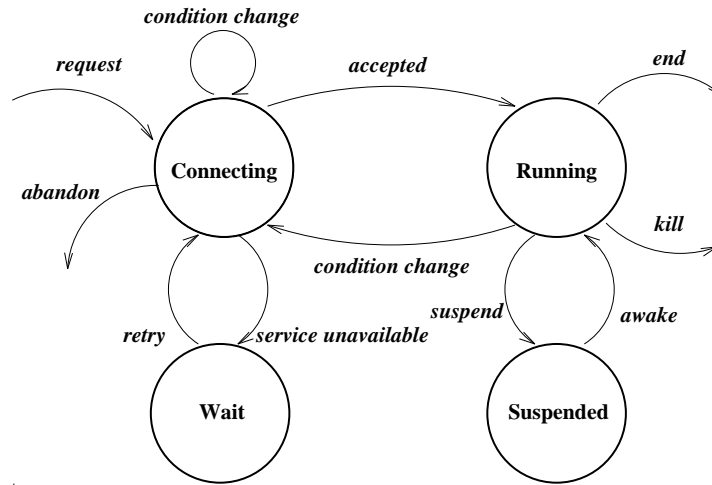 condition change
request
accepted
end
Connecting
Running
abandon
kill
condition change
suspend
awake
retry
service unavailable
Wait
Suspended